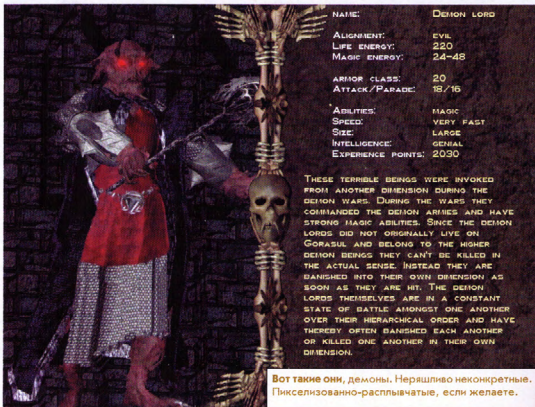 NAME: DEMON LORD
ALIGNMENT: EVIL
LIFE ENERGY: 220
MAGIC ENERGY: 24-48
ARMOR CLASS: 20
ATTACK/PARADE: 18/16
ABILITIES: MAGIC
SPEED: VERY FAST
SIZE: LARGE
INTELLIGENCE: GENIAL
EXPERIENCE POINTS: 2030
THESE TERRIBLE BEINGS WERE INVOKED
FROM ANOTHER DIMENSION DURING THE
DEMON WARS. DURING THE WARS THEY
COMMANDED THE DEMON ARMIES AND HAVE
STRONG MAGIC ABILITIES. SINCE THE DEMON
LORDS DID NOT ORIGINALLY LIVE ON
GORASUL AND BELONG TO THE HIGHER
DEMON BEINGS THEY CAN'T BE KILLED IN
THE ACTUAL SENSE. INSTEAD THEY ARE
BANISHED INTO THEIR OWN DIMENSION AS
SOON AS THEY ARE HIT. THE DEMON
LORDS THEMSELVES ARE IN A CONSTANT
STATE OF BATTLE AMONGST ONE ANOTHER
OVER THEIR HIERARCHICAL ORDER AND HAVE
THEREBY OFTEN BANISHED EACH ANOTHER
OR KILLED ONE ANOTHER IN THEIR OWN
DIMENSION.
Вот такие они, демоны. Неряшливо неконкретные.
Пикселизованно-расплывчатые, если желаете.